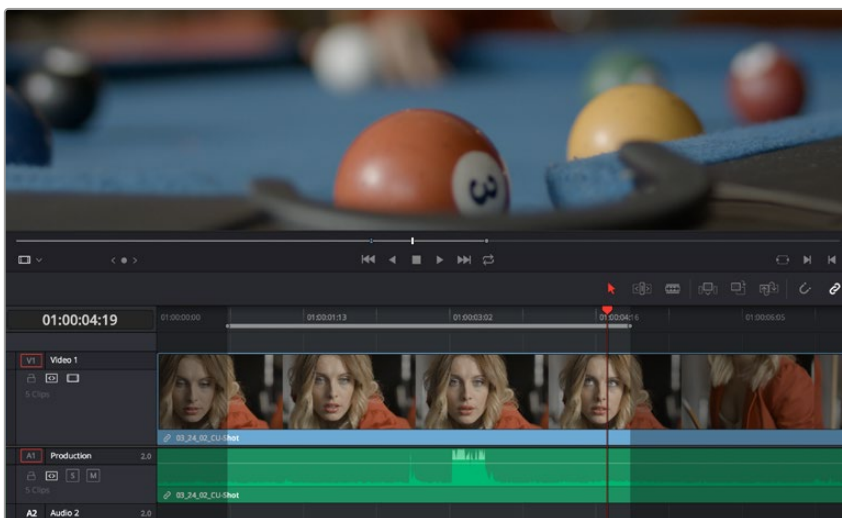 3
01:00:04:19
01:00:00:00
01:00:01:13
01:00:03:02
01:00:04:16
01:00:06:05
V1 Video 1
5 Clips
03_24_02_CU-Shot
A1 Production 2.0
S M
5 Clips
03_24_02_CU-Shot
A2 Audio 2 2.0